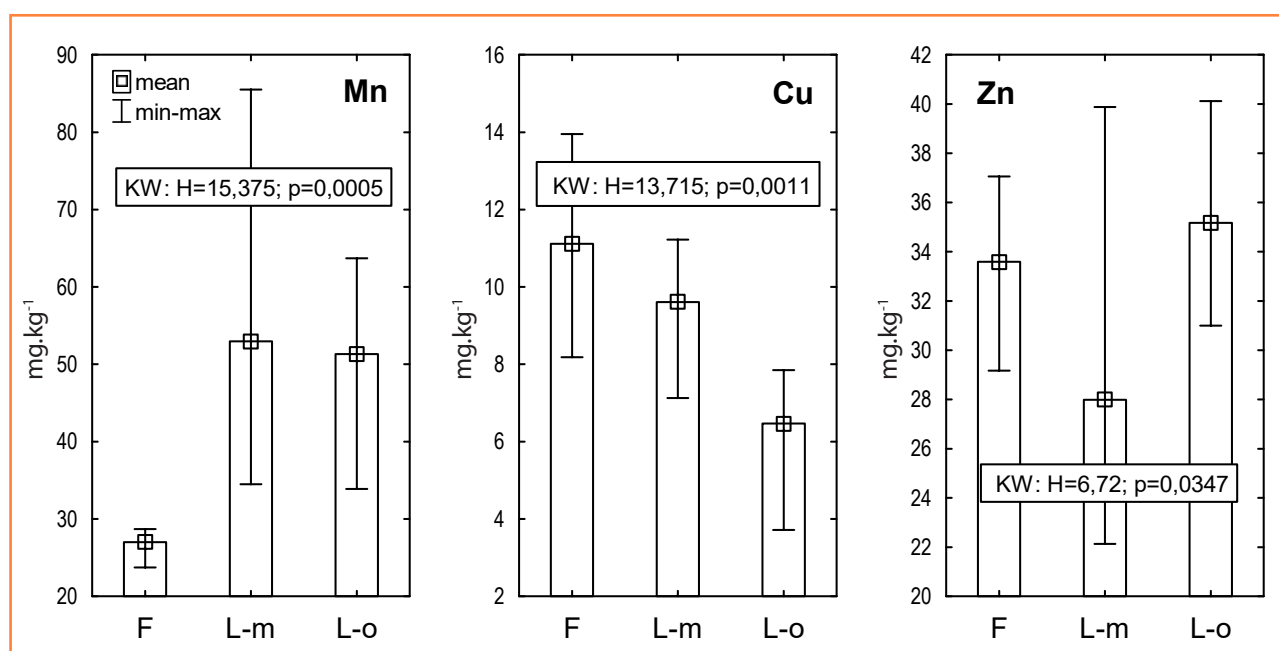 90
80
70
60
50
40
30
20
mg.kg⁻¹
mean
min-max
Mn
KW: H=15,375; p=0,0005
F L-m L-o
16
14
12
10
8
6
4
2
mg.kg⁻¹
Cu
KW: H=13,715; p=0,0011
F L-m L-o
42
40
38
36
34
32
30
28
26
24
22
20
mg.kg⁻¹
Zn
KW: H=6,72; p=0,0347
F L-m L-o